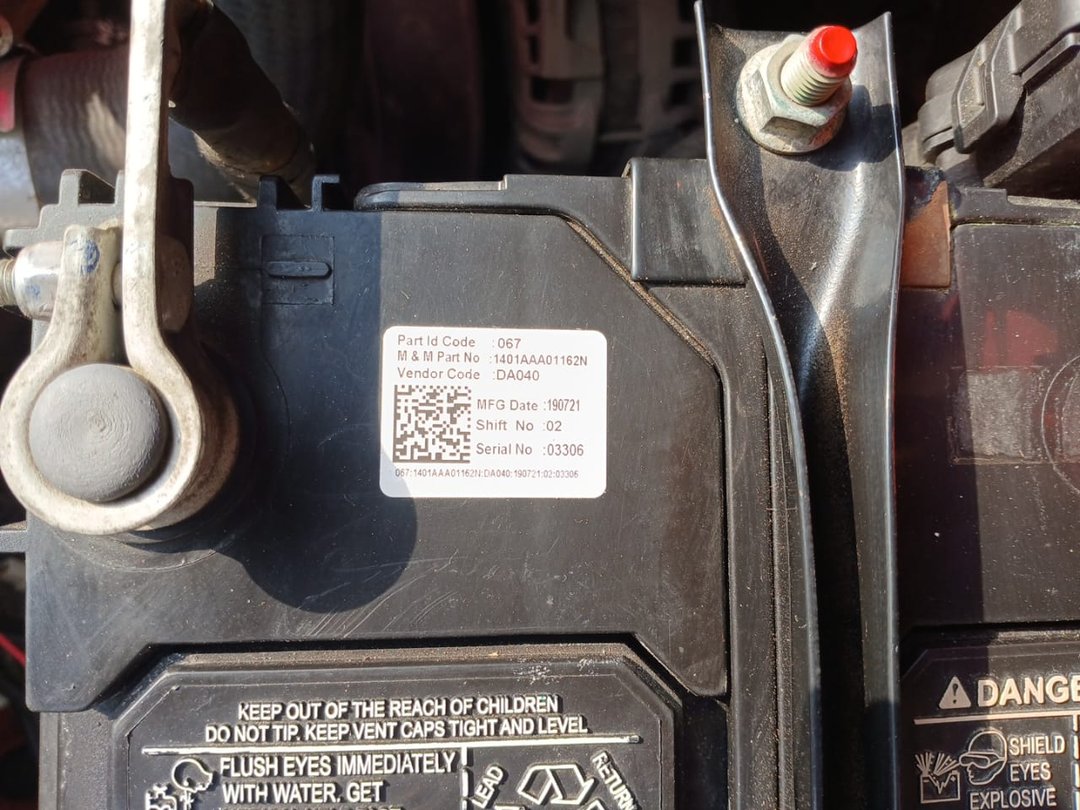 Part Id Code : 067
M & M Part No : 1401AAA01162N
Vendor Code : DA040
MFG Date : 190721
Shift No : 02
Serial No : 03306
067:1401AAA01162N:DA040:190721:02:03306
KEEP OUT OF THE REACH OF CHILDREN
DO NOT TIP. KEEP VENT CAPS TIGHT AND LEVEL
FLUSH EYES IMMEDIATELY
WITH WATER. GET
LEAD
RETURN
DANGE
SHIELD
EYES
EXPLOSIVE